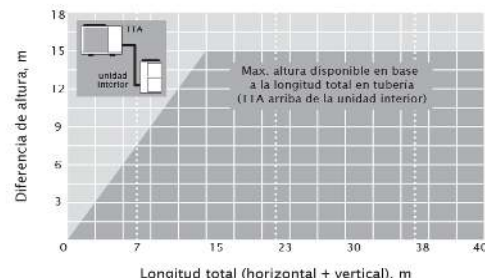 18
TTA
15
unidad
interior
Max. altura disponible en base
a la longitud total en tubería
(TTA arriba de la unidad interior)
12
9
6
3
Diferencia de altura, m
0 7 15 23 30 38 40
Longitud total (horizontal + vertical), m